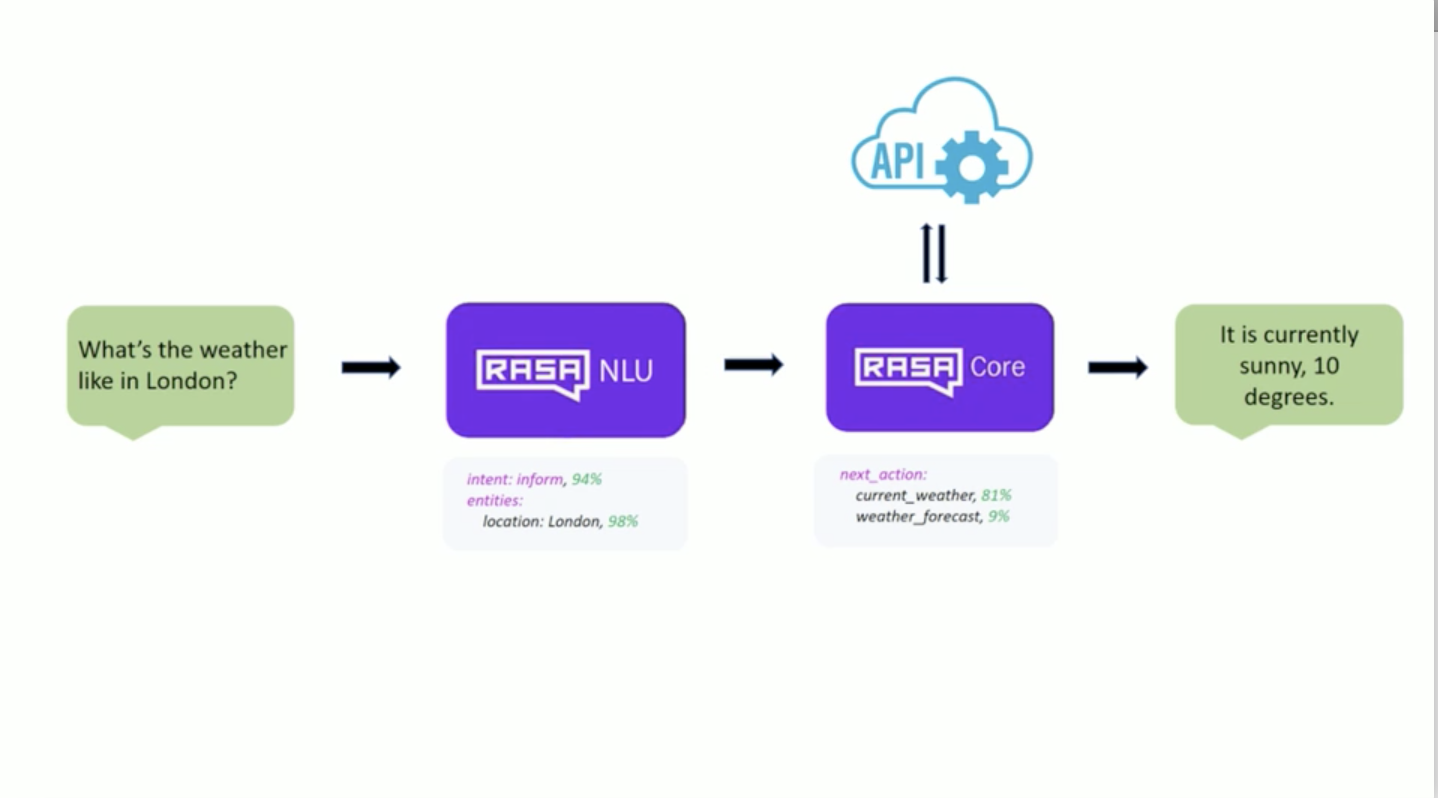 API
What's the weather
like in London?
RASA NLU
RASA Core
It is currently
sunny, 10
degrees.
intent: inform, 94%
entities:
location: London, 98%
next_action:
current_weather, 81%
weather_forecast, 9%